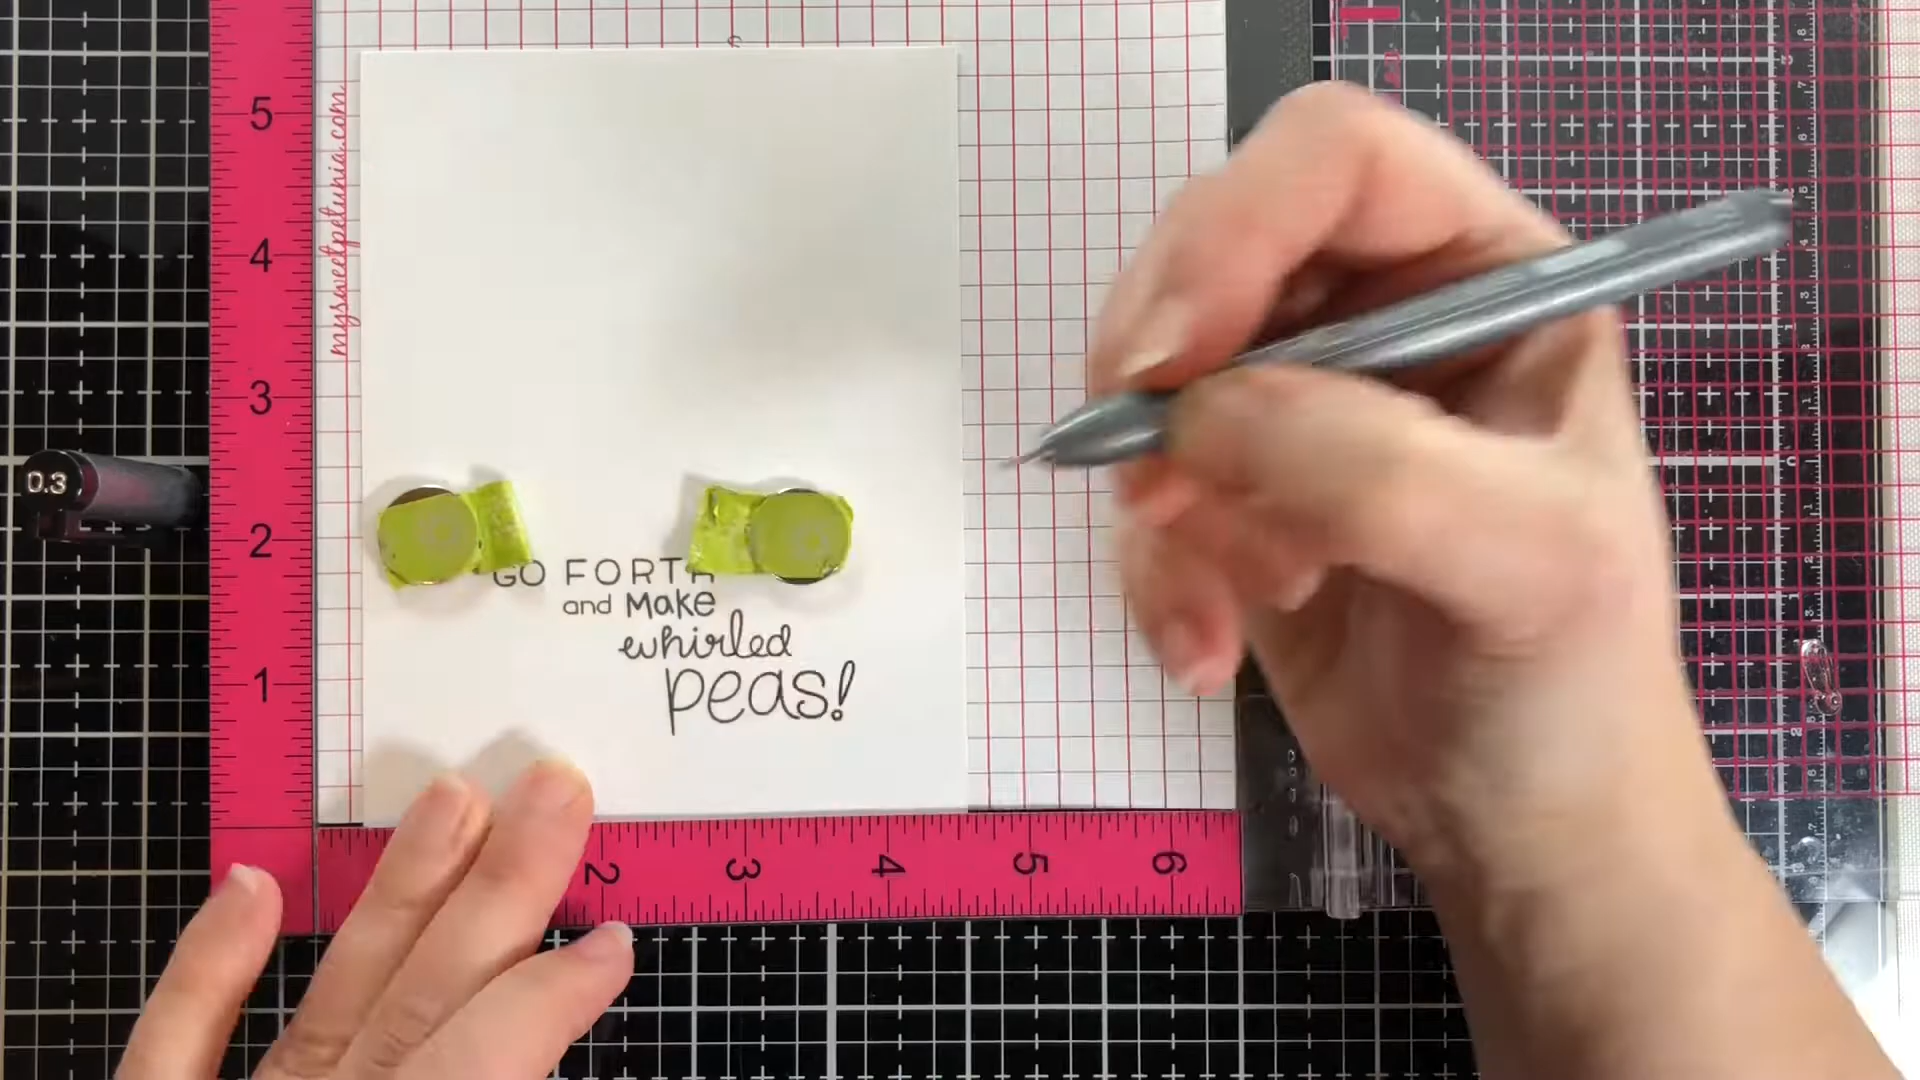 mysweetpetunia.com
5
4
3
2
1
0.3
GO FORTH
and Make
whirled
peas!
2 3 4 5 6